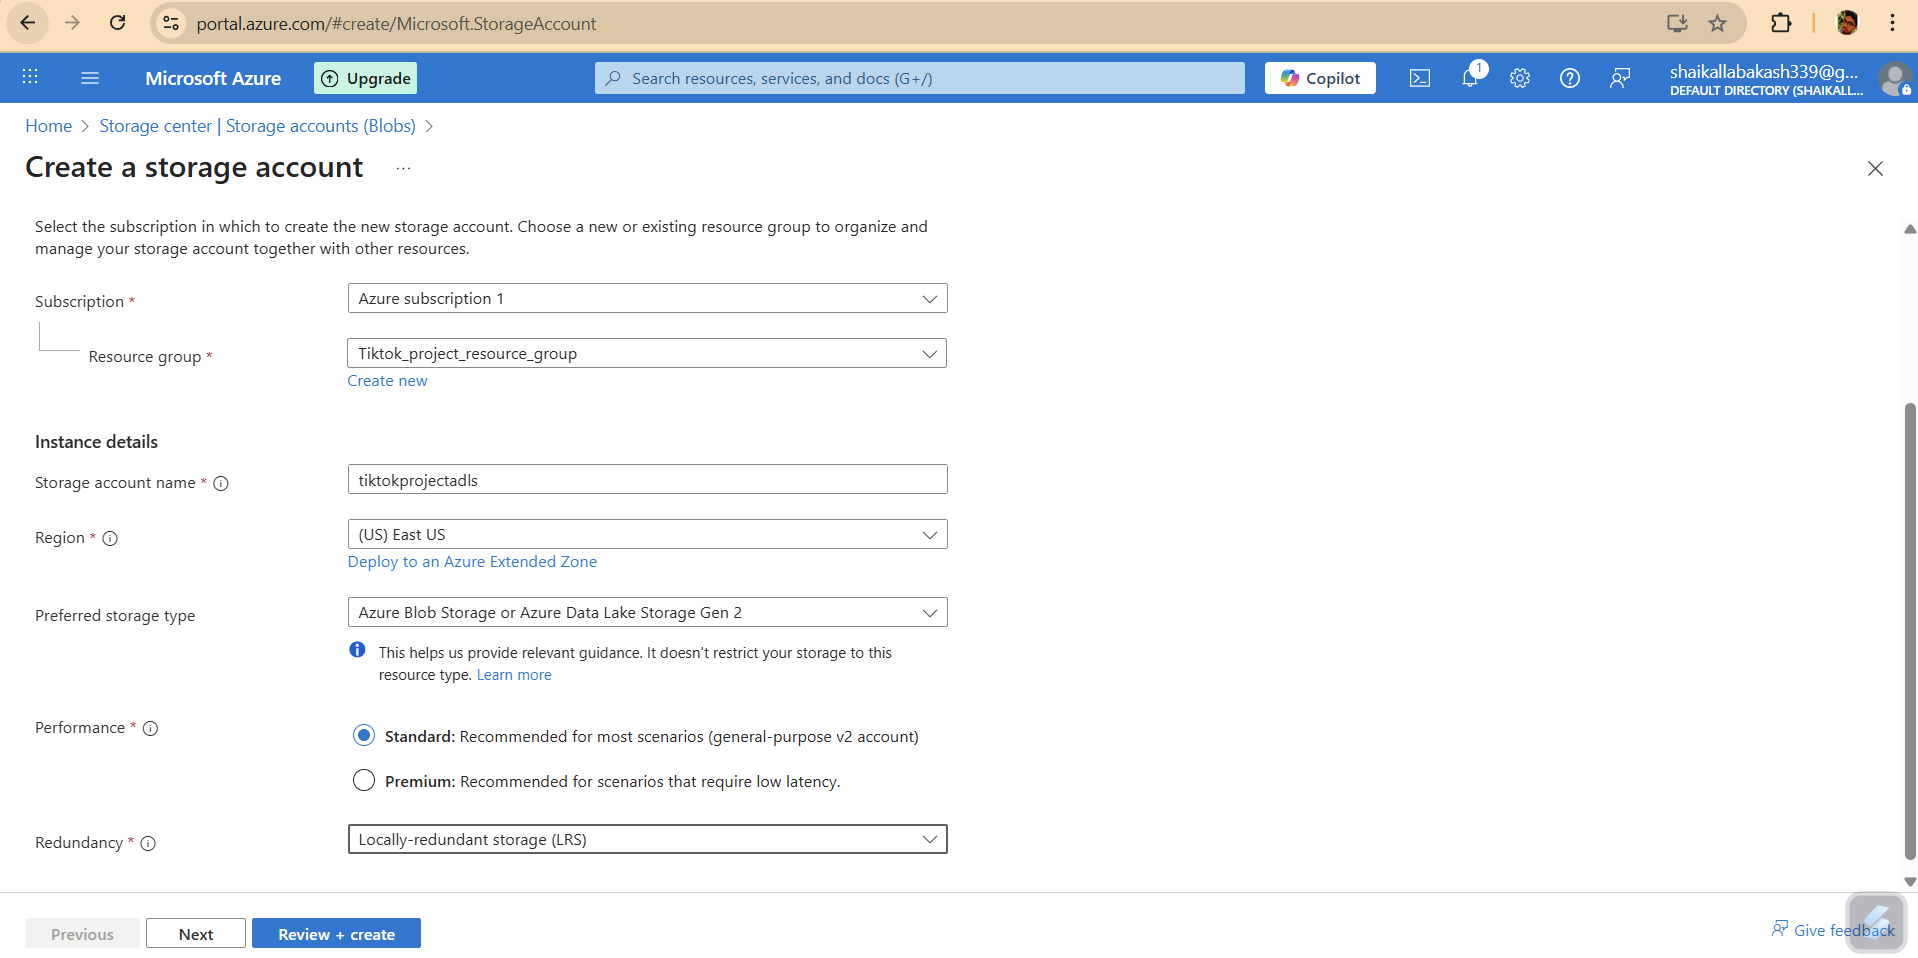 portal.azure.com/#create/Microsoft.StorageAccount
Microsoft Azure
Upgrade
Search resources, services, and docs (G+/)
Copilot
1
shaikallabakash339@g...
DEFAULT DIRECTORY (SHAIKALL...
Home > Storage center | Storage accounts (Blobs) >
Create a storage account ...
Select the subscription in which to create the new storage account. Choose a new or existing resource group to organize and
manage your storage account together with other resources.
Subscription *
Azure subscription 1
Resource group *
Tiktok_project_resource_group
Create new
Instance details
Storage account name *
tiktokprojectadls
Region *
(US) East US
Deploy to an Azure Extended Zone
Preferred storage type
Azure Blob Storage or Azure Data Lake Storage Gen 2
This helps us provide relevant guidance. It doesn't restrict your storage to this
resource type. Learn more
Performance *
Standard: Recommended for most scenarios (general-purpose v2 account)
Premium: Recommended for scenarios that require low latency.
Redundancy *
Locally-redundant storage (LRS)
Previous
Next
Review + create
Give feedback